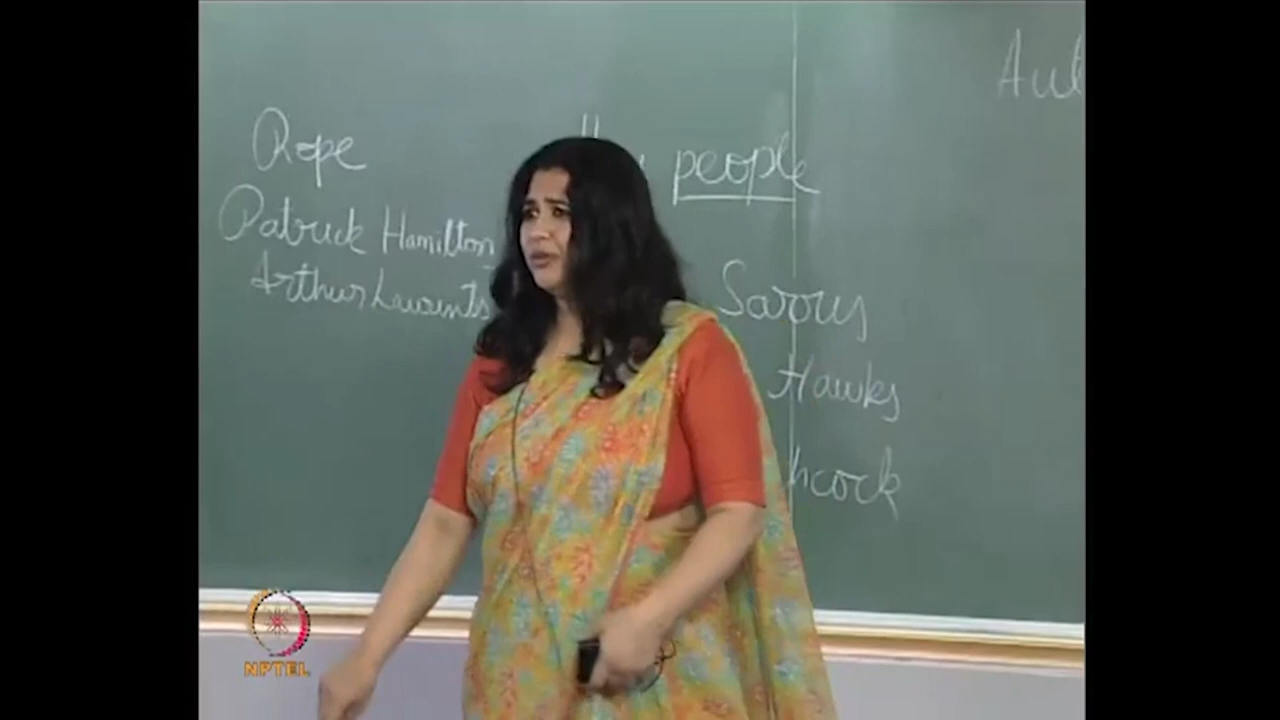 Rope
people
Patrick Hamilton
Arthur Laurents
Sarris
Hawks
hcock
Aut
NPTEL